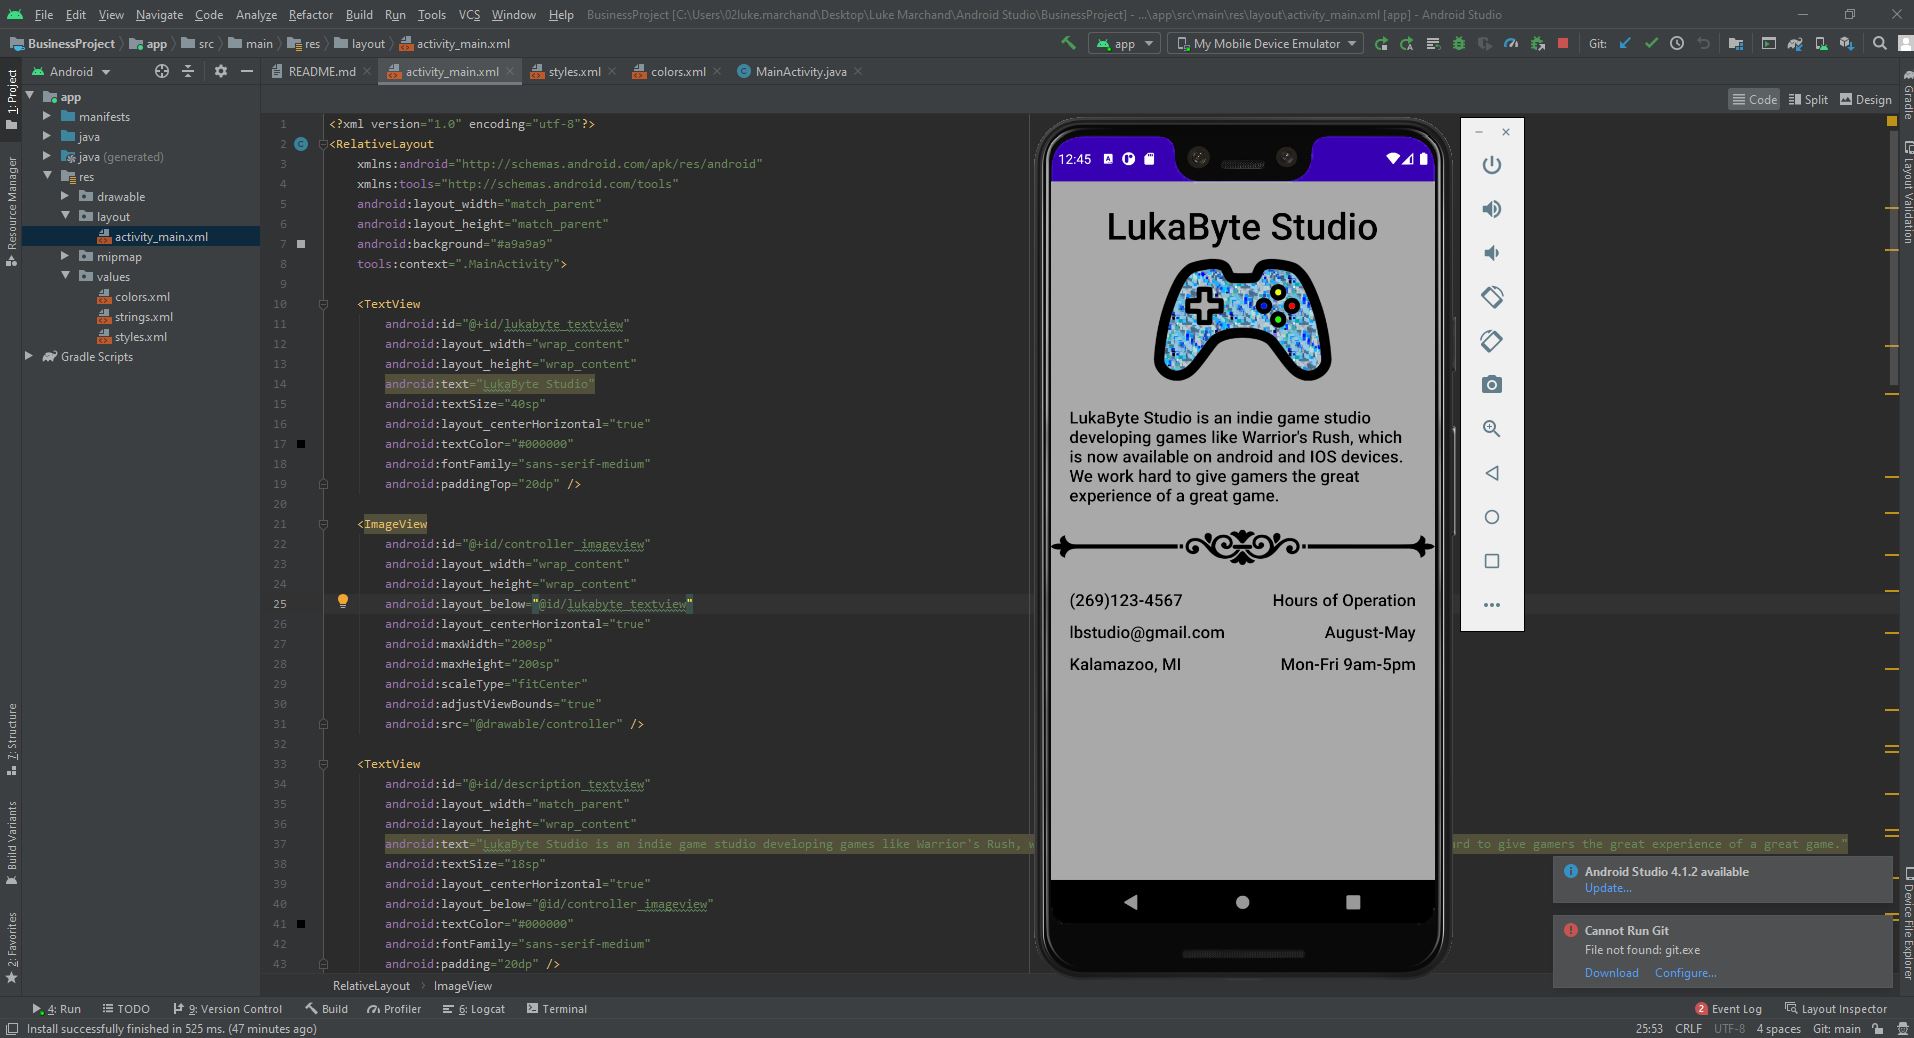 File Edit View Navigate Code Analyze Refactor Build Run Tools VCS Window Help BusinessProject [C:\Users\02luke.marchand\Desktop\Luke Marchand\Android Studio\BusinessProject] - ...\app\src\main\res\layout\activity_main.xml [app] - Android Studio
BusinessProject app src main res layout activity_main.xml
app My Mobile Device Emulator Git:
Android
README.md activity_main.xml styles.xml colors.xml MainActivity.java
Code Split Design
1: Project
Resource Manager
7: Structure
Build Variants
2: Favorites
app
manifests
java
java (generated)
res
drawable
layout
activity_main.xml
mipmap
values
colors.xml
strings.xml
styles.xml
Gradle Scripts
1 <?xml version="1.0" encoding="utf-8"?>
2 <RelativeLayout
3 xmlns:android="http://schemas.android.com/apk/res/android"
4 xmlns:tools="http://schemas.android.com/tools"
5 android:layout_width="match_parent"
6 android:layout_height="match_parent"
7 android:background="#a9a9a9"
8 tools:context=".MainActivity">
9
10 <TextView
11 android:id="@+id/lukabyte_textview"
12 android:layout_width="wrap_content"
13 android:layout_height="wrap_content"
14 android:text="LukaByte Studio"
15 android:textSize="40sp"
16 android:layout_centerHorizontal="true"
17 android:textColor="#000000"
18 android:fontFamily="sans-serif-medium"
19 android:paddingTop="20dp" />
20
21 <ImageView
22 android:id="@+id/controller_imageview"
23 android:layout_width="wrap_content"
24 android:layout_height="wrap_content"
25 android:layout_below="@id/lukabyte_textview"
26 android:layout_centerHorizontal="true"
27 android:maxWidth="200sp"
28 android:maxHeight="200sp"
29 android:scaleType="fitCenter"
30 android:adjustViewBounds="true"
31 android:src="@drawable/controller" />
32
33 <TextView
34 android:id="@+id/description_textview"
35 android:layout_width="match_parent"
36 android:layout_height="wrap_content"
37 android:text="LukaByte Studio is an indie game studio developing games like Warrior's Rush, w rd to give gamers the great experience of a great game."
38 android:textSize="18sp"
39 android:layout_centerHorizontal="true"
40 android:layout_below="@id/controller_imageview"
41 android:textColor="#000000"
42 android:fontFamily="sans-serif-medium"
43 android:padding="20dp" />
RelativeLayout ImageView
12:45
LukaByte Studio
LukaByte Studio is an indie game studio
developing games like Warrior's Rush, which
is now available on android and IOS devices.
We work hard to give gamers the great
experience of a great game.
(269)123-4567 Hours of Operation
lbstudio@gmail.com August-May
Kalamazoo, MI Mon-Fri 9am-5pm
Gradle
Layout Validation
Device File Explorer
Android Studio 4.1.2 available
Update...
Cannot Run Git
File not found: git.exe
Download Configure...
4: Run TODO 9: Version Control Build Profiler 6: Logcat Terminal 2 Event Log Layout Inspector
Install successfully finished in 525 ms. (47 minutes ago) 25:53 CRLF UTF-8 4 spaces Git: main